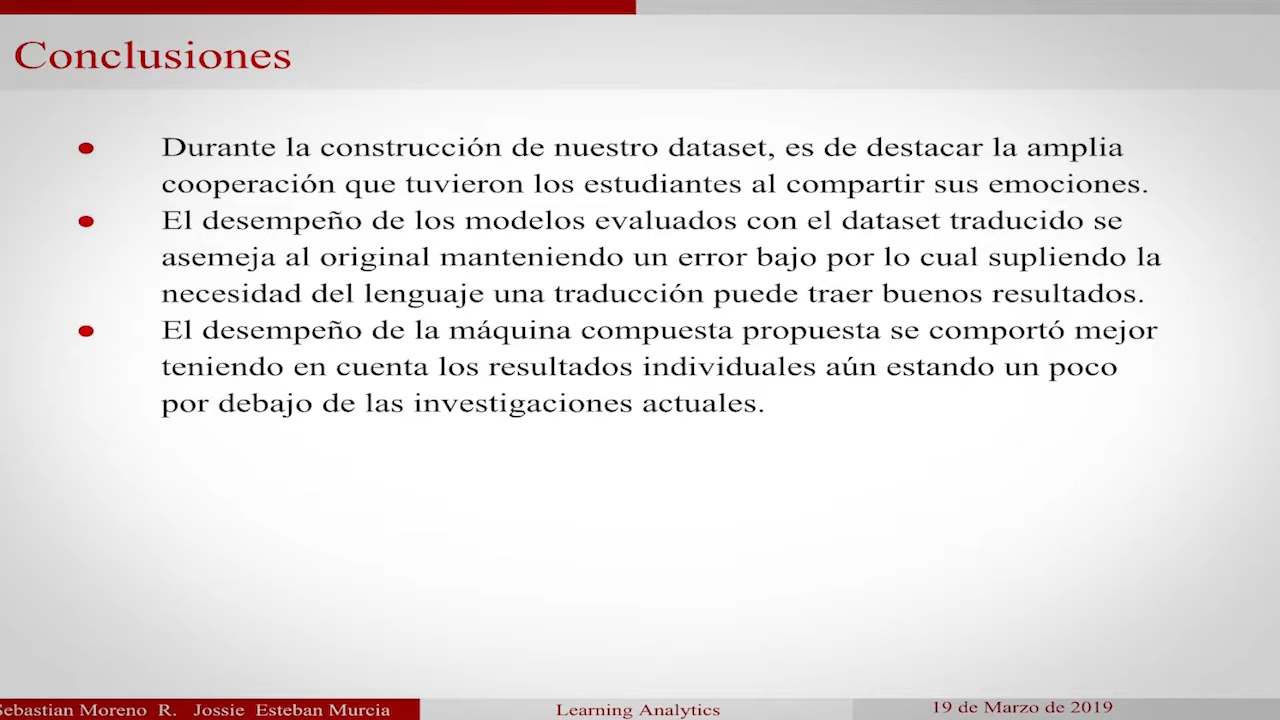 Conclusiones
● Durante la construcción de nuestro dataset, es de destacar la amplia
cooperación que tuvieron los estudiantes al compartir sus emociones.
● El desempeño de los modelos evaluados con el dataset traducido se
asemeja al original manteniendo un error bajo por lo cual supliendo la
necesidad del lenguaje una traducción puede traer buenos resultados.
● El desempeño de la máquina compuesta propuesta se comportó mejor
teniendo en cuenta los resultados individuales aún estando un poco
por debajo de las investigaciones actuales.
Sebastian Moreno R. Jossie Esteban Murcia
Learning Analytics
19 de Marzo de 2019